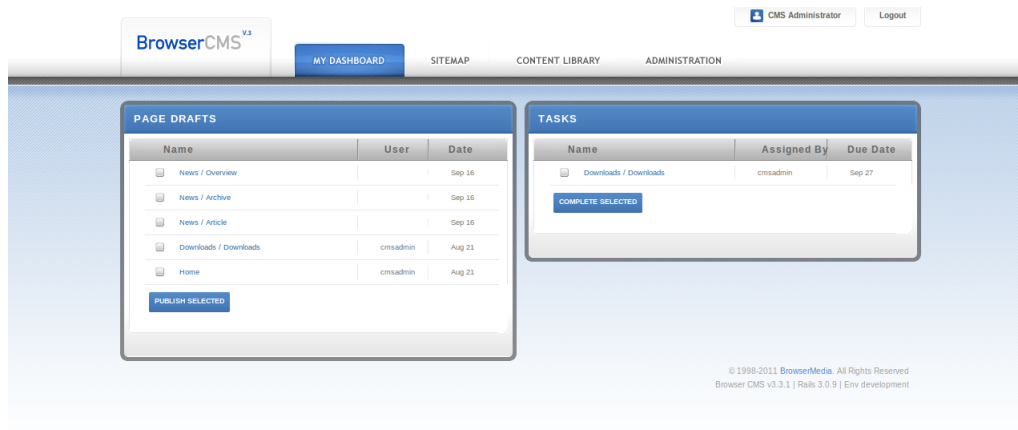 CMS Administrator Logout
BrowserCMS V.3
MY DASHBOARD SITEMAP CONTENT LIBRARY ADMINISTRATION
PAGE DRAFTS
Name User Date
News / Overview Sep 16
News / Archive Sep 16
News / Article Sep 16
Downloads / Downloads cmsadmin Aug 21
Home cmsadmin Aug 21
PUBLISH SELECTED
TASKS
Name Assigned By Due Date
Downloads / Downloads cmsadmin Sep 27
COMPLETE SELECTED
© 1998-2011 BrowserMedia. All Rights Reserved
Browser CMS v3.3.1 | Rails 3.0.9 | Env development